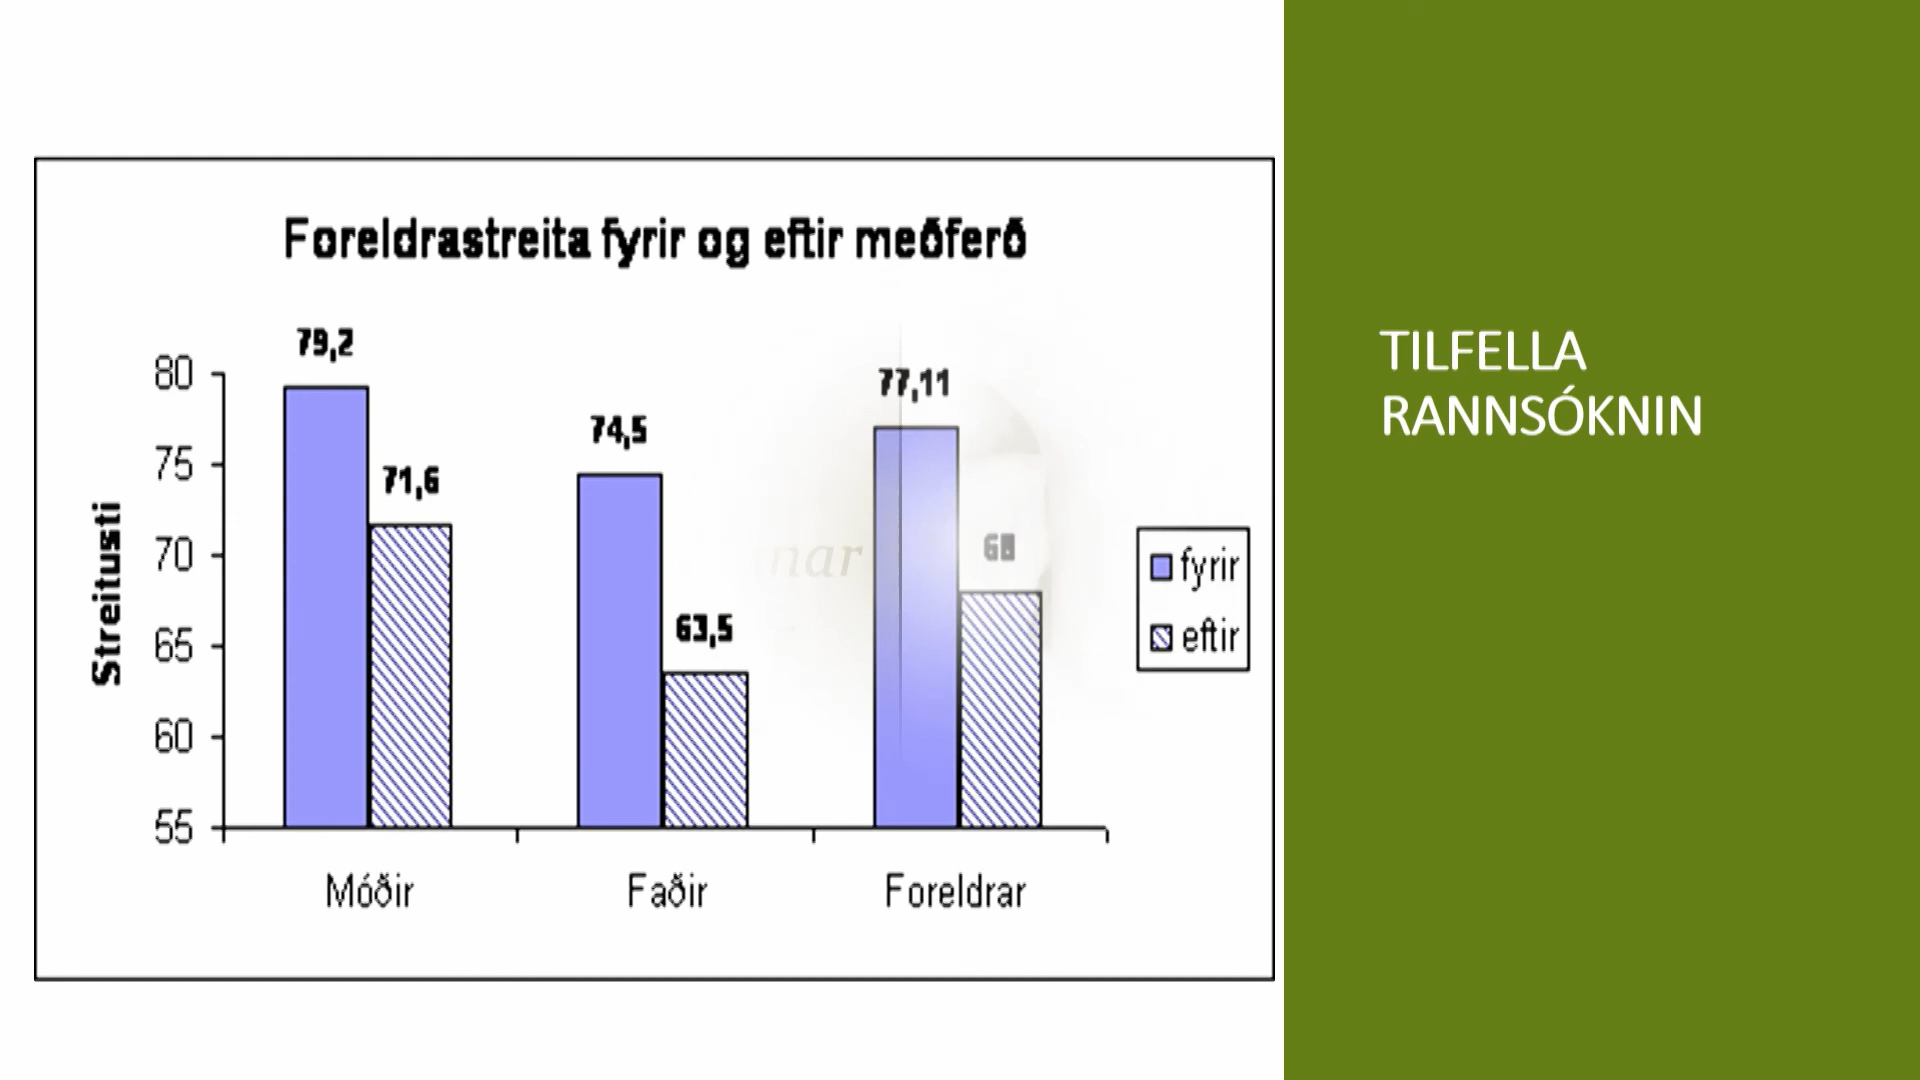 Foreldrastreita fyrir og eftir meðferð
Streitusti
80
75
70
65
60
55
79,2
71,6
74,5
63,5
77,11
68
Móðir
Faðir
Foreldrar
fyrir
eftir
TILFELLA
RANNSÓKNIN